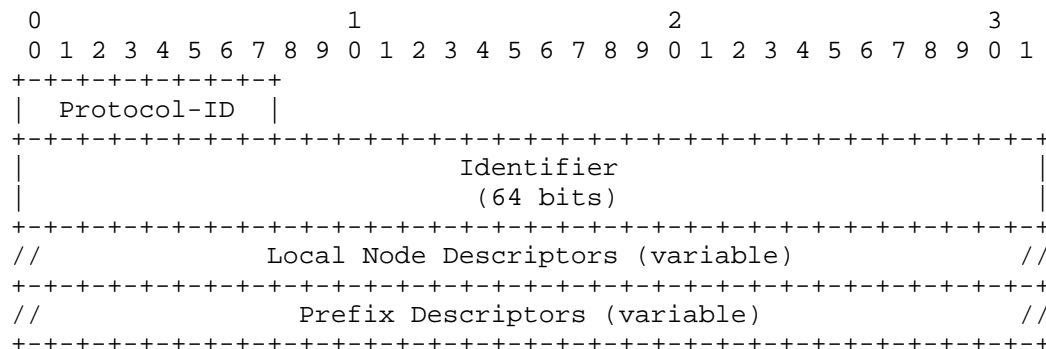 0                   1                   2                   3
 0 1 2 3 4 5 6 7 8 9 0 1 2 3 4 5 6 7 8 9 0 1 2 3 4 5 6 7 8 9 0 1
+-+-+-+-+-+-+-+-+
|  Protocol-ID  |
+-+-+-+-+-+-+-+-+-+-+-+-+-+-+-+-+-+-+-+-+-+-+-+-+-+-+-+-+-+-+-+-+
|                           Identifier                          |
|                            (64 bits)                          |
+-+-+-+-+-+-+-+-+-+-+-+-+-+-+-+-+-+-+-+-+-+-+-+-+-+-+-+-+-+-+-+-+
//              Local Node Descriptors (variable)              //
+-+-+-+-+-+-+-+-+-+-+-+-+-+-+-+-+-+-+-+-+-+-+-+-+-+-+-+-+-+-+-+-+
//                Prefix Descriptors (variable)                //
+-+-+-+-+-+-+-+-+-+-+-+-+-+-+-+-+-+-+-+-+-+-+-+-+-+-+-+-+-+-+-+-+